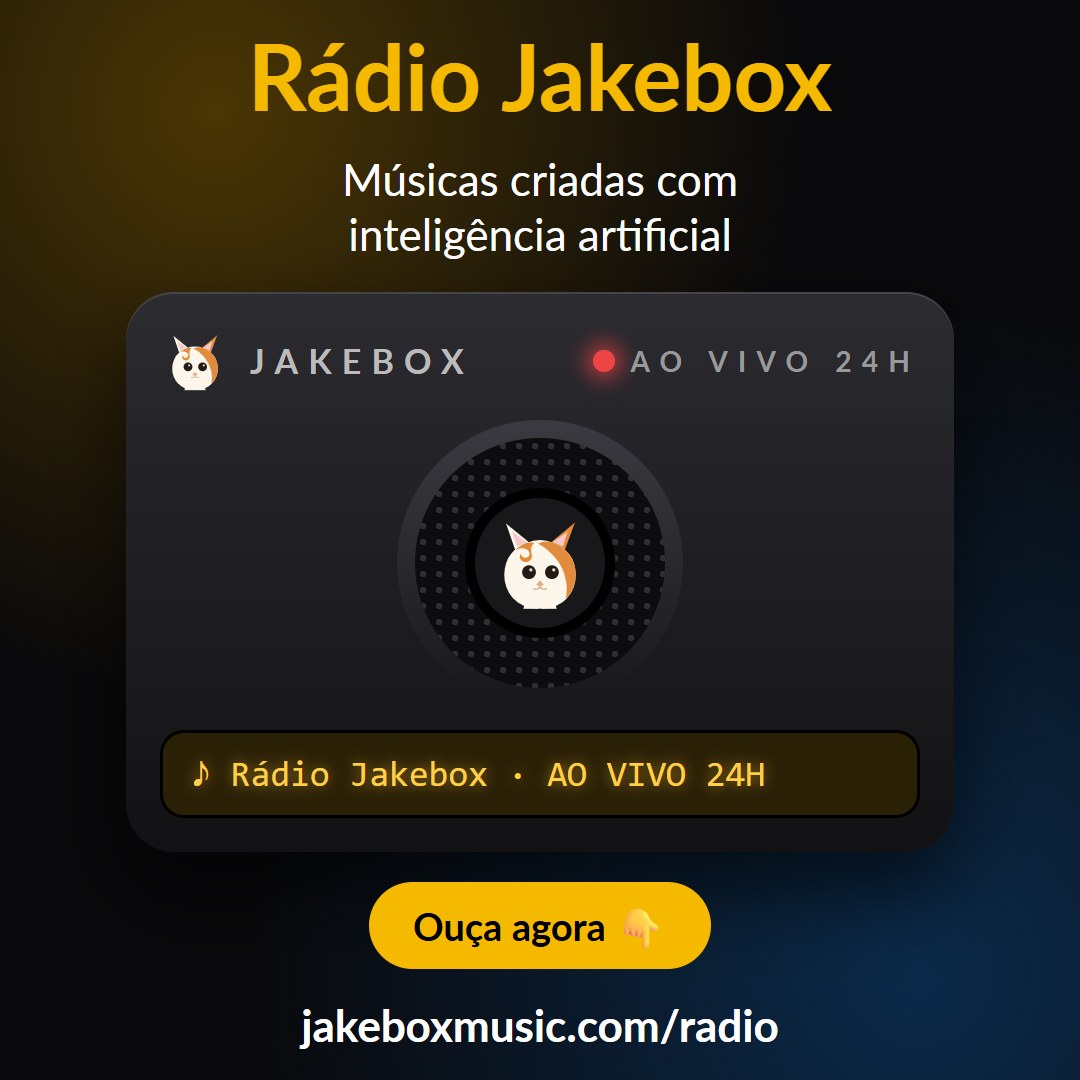 Rádio Jakebox
Músicas criadas com
inteligência artificial
JAKEBOX
AO VIVO 24H
♪ Rádio Jakebox · AO VIVO 24H
Ouça agora 👇
jakeboxmusic.com/radio